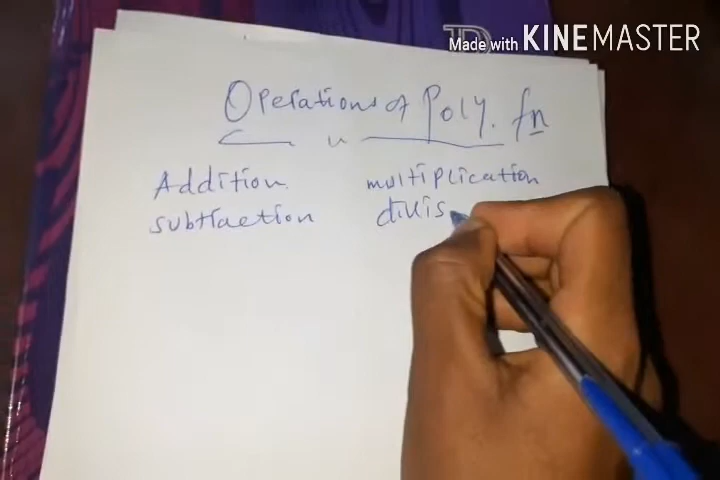 Made with KINEMASTER
Operations of Poly. fn
Addition multiplication
subtraction divis